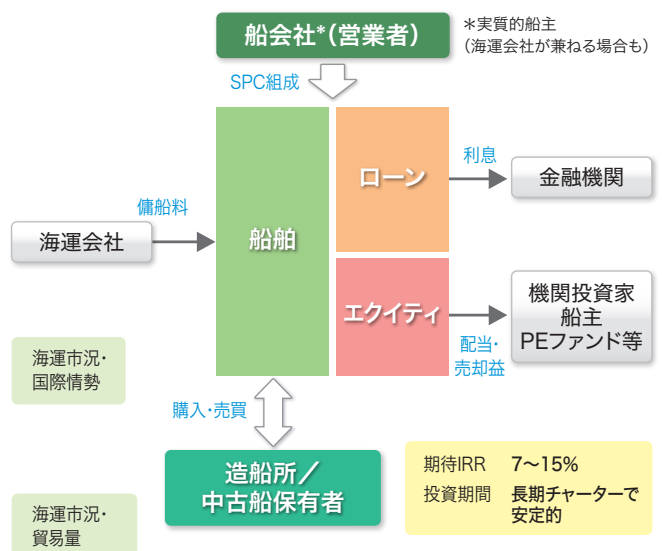 船会社*（営業者）
＊実質的船主
（海運会社が兼ねる場合も）
SPC組成
ローン
利息
金融機関
傭船料
海運会社
船舶
エクイティ
機関投資家
船主
PEファンド等
配当・
売却益
海運市況・
国際情勢
購入・売買
造船所／
中古船保有者
期待IRR 7〜15%
投資期間 長期チャーターで
安定的
海運市況・
貿易量